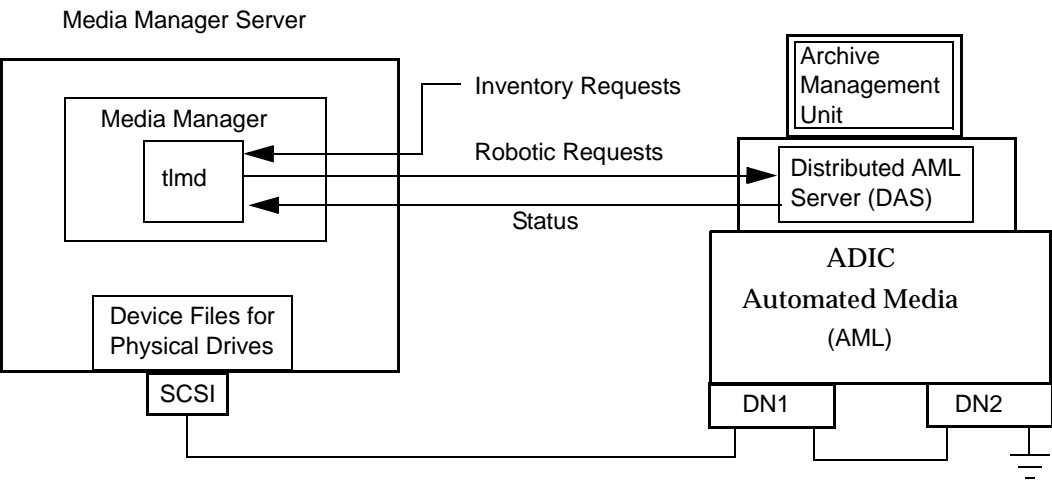 Media Manager Server
Archive
Management
Unit
Inventory Requests
Media Manager
Robotic Requests
tlmd
Distributed AML
Server (DAS)
Status
ADIC
Automated Media
(AML)
Device Files for
Physical Drives
SCSI
DN1
DN2